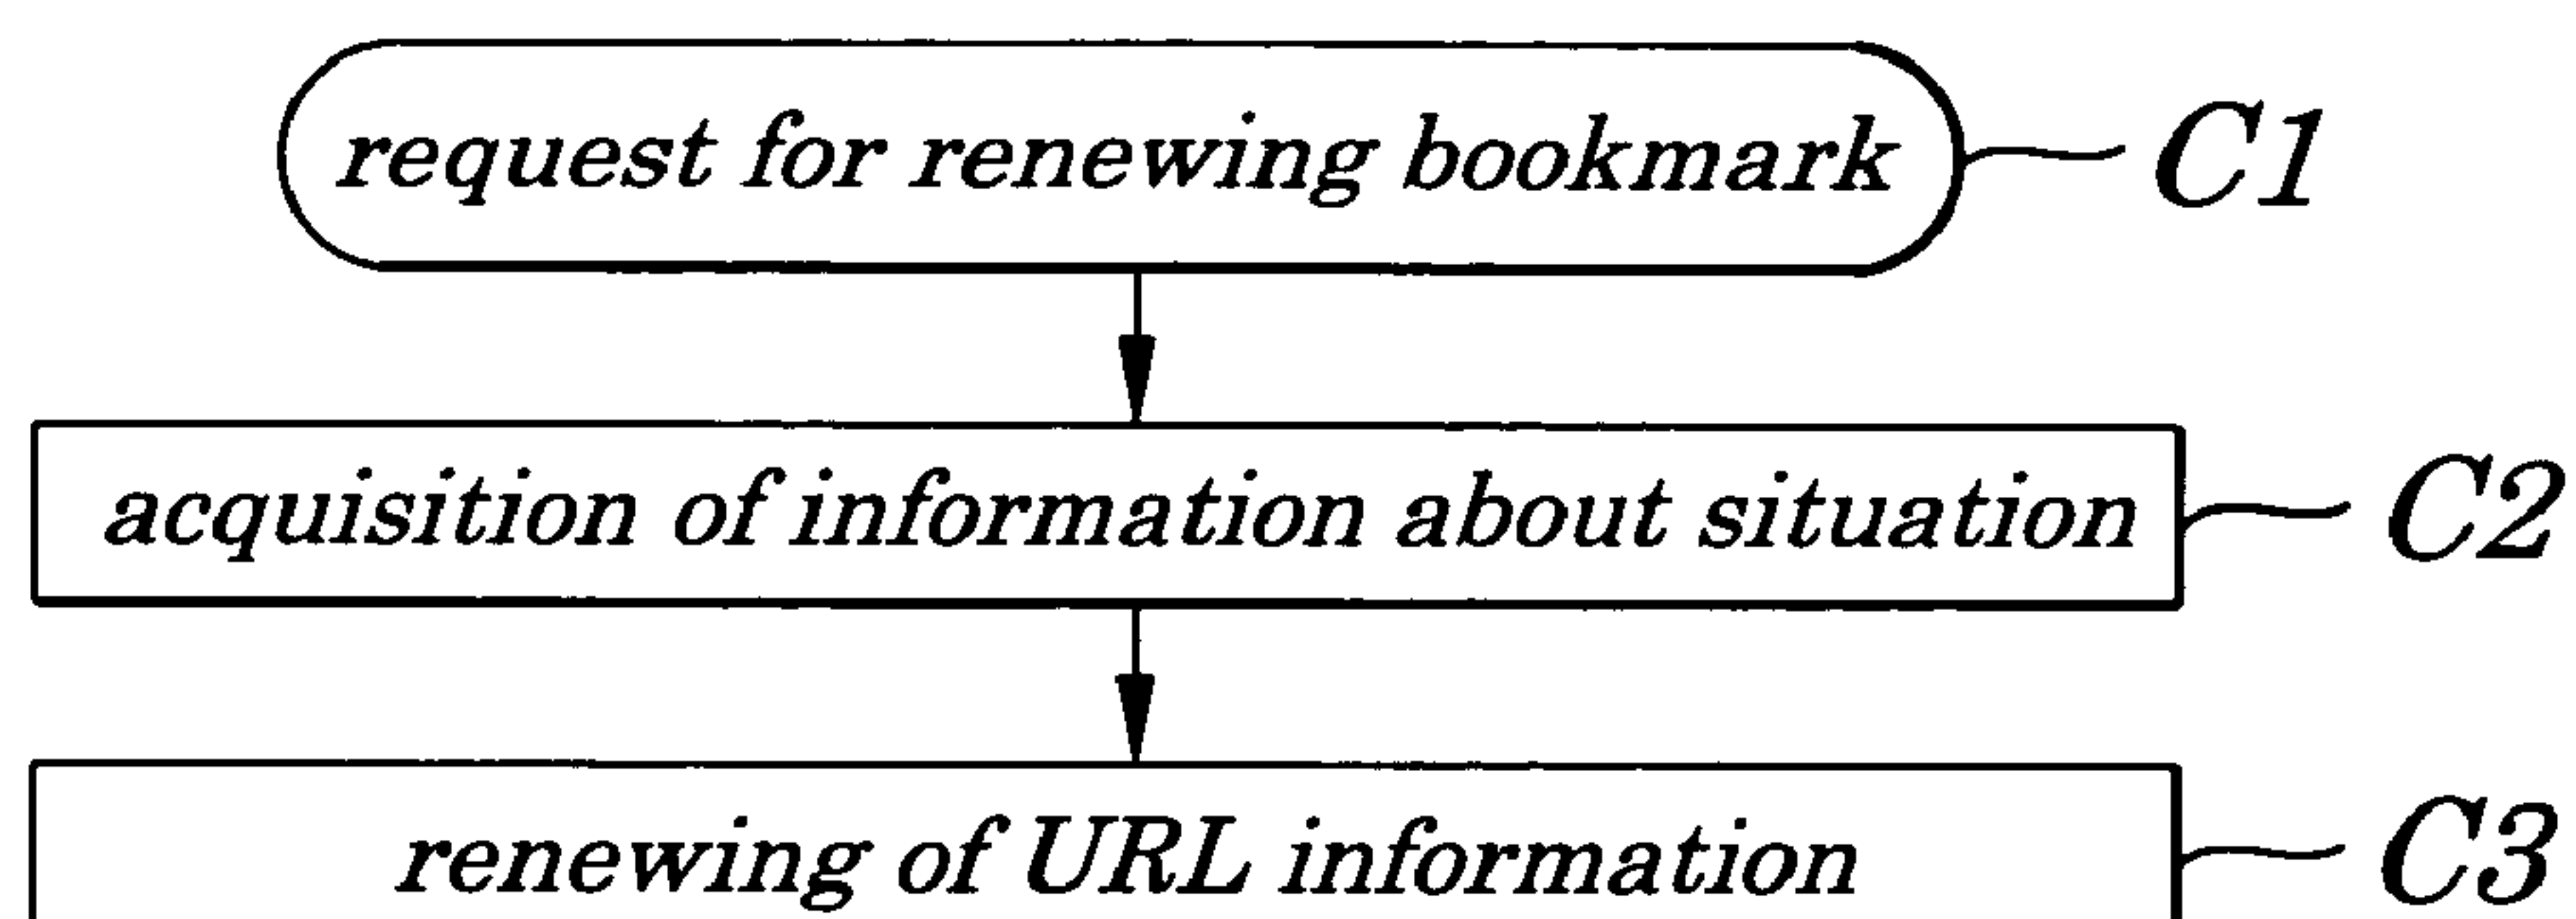 request for renewing bookmark C1
acquisition of information about situation C2
renewing of URL information C3